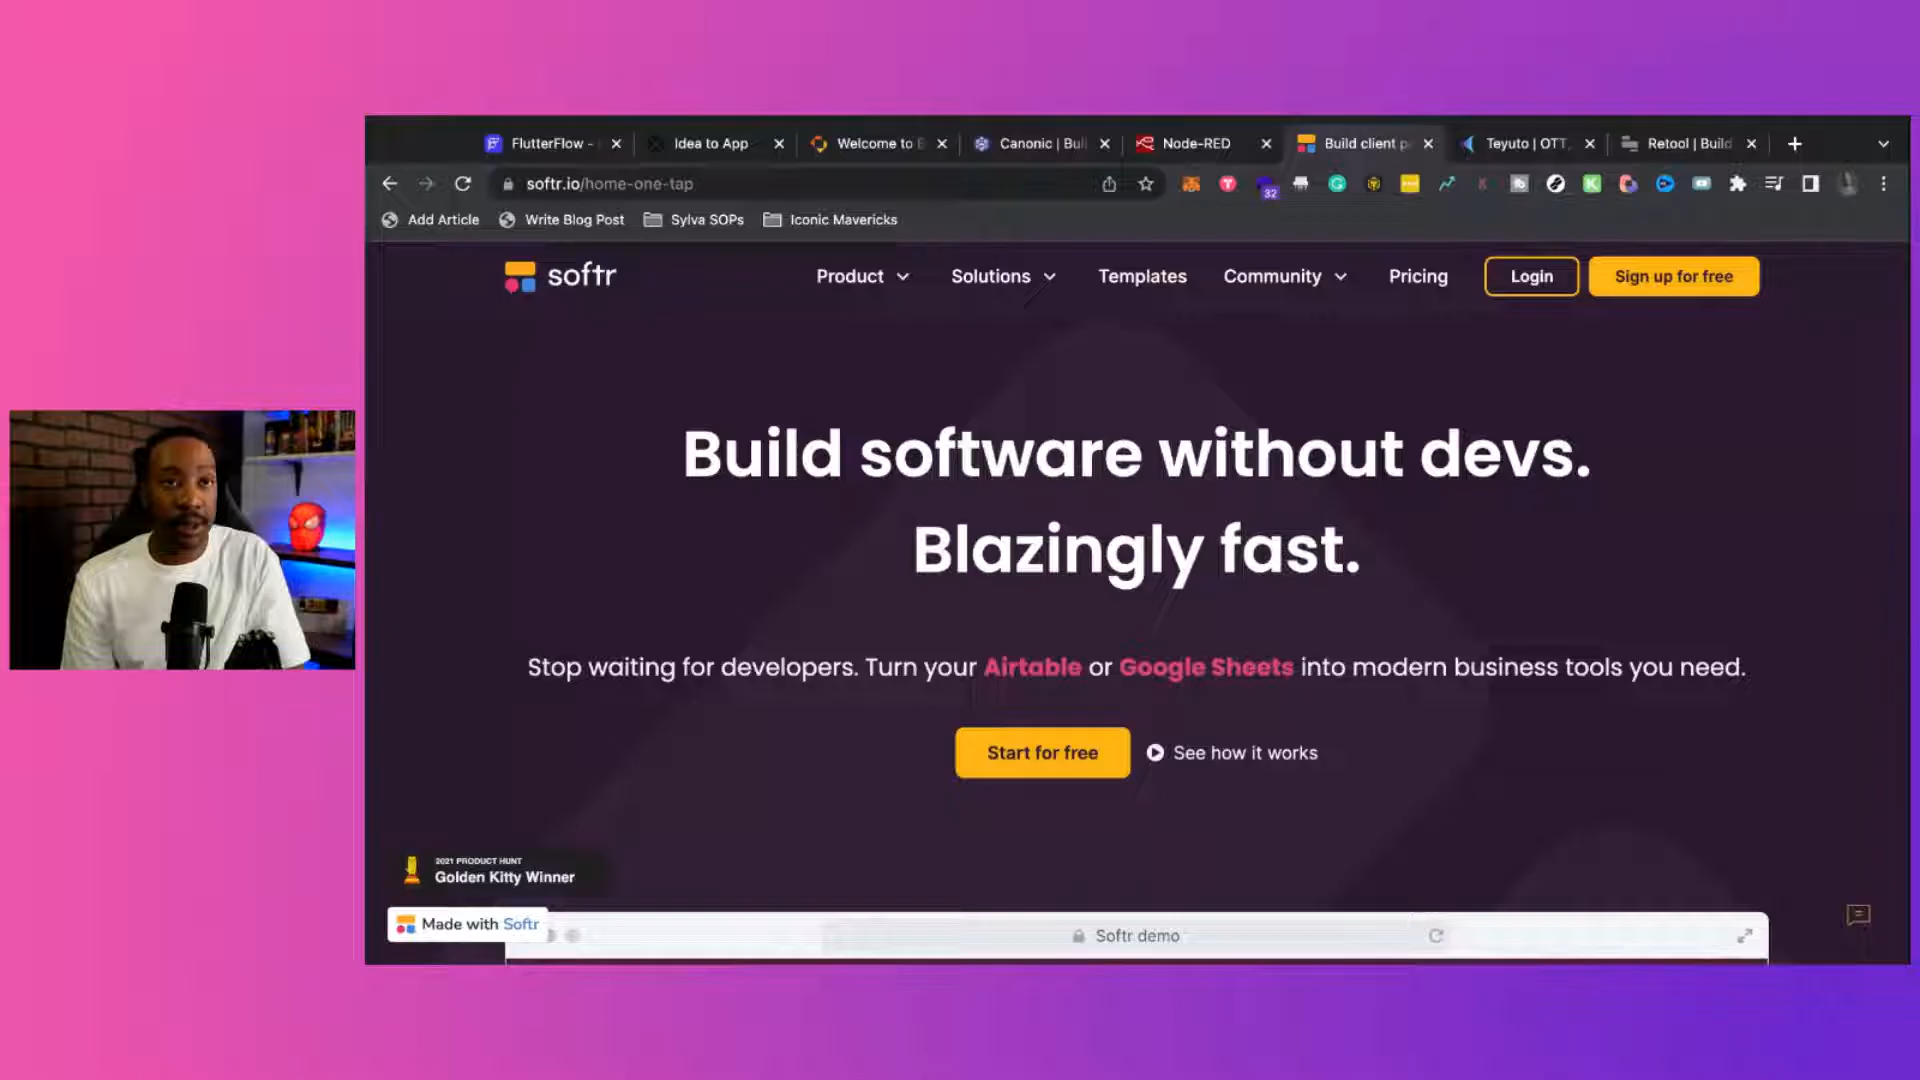 FlutterFlow -
Idea to App
Welcome to B
Canonic | Bui
Node-RED
Build client p
Teyuto | OTT,
Retool | Build
softr.io/home-one-tap
32
Add Article
Write Blog Post
Sylva SOPs
Iconic Mavericks
softr
Product
Solutions
Templates
Community
Pricing
Login
Sign up for free
Build software without devs.
Blazingly fast.
Stop waiting for developers. Turn your Airtable or Google Sheets into modern business tools you need.
Start for free
See how it works
2021 PRODUCT HUNT
Golden Kitty Winner
Made with Softr
Softr demo